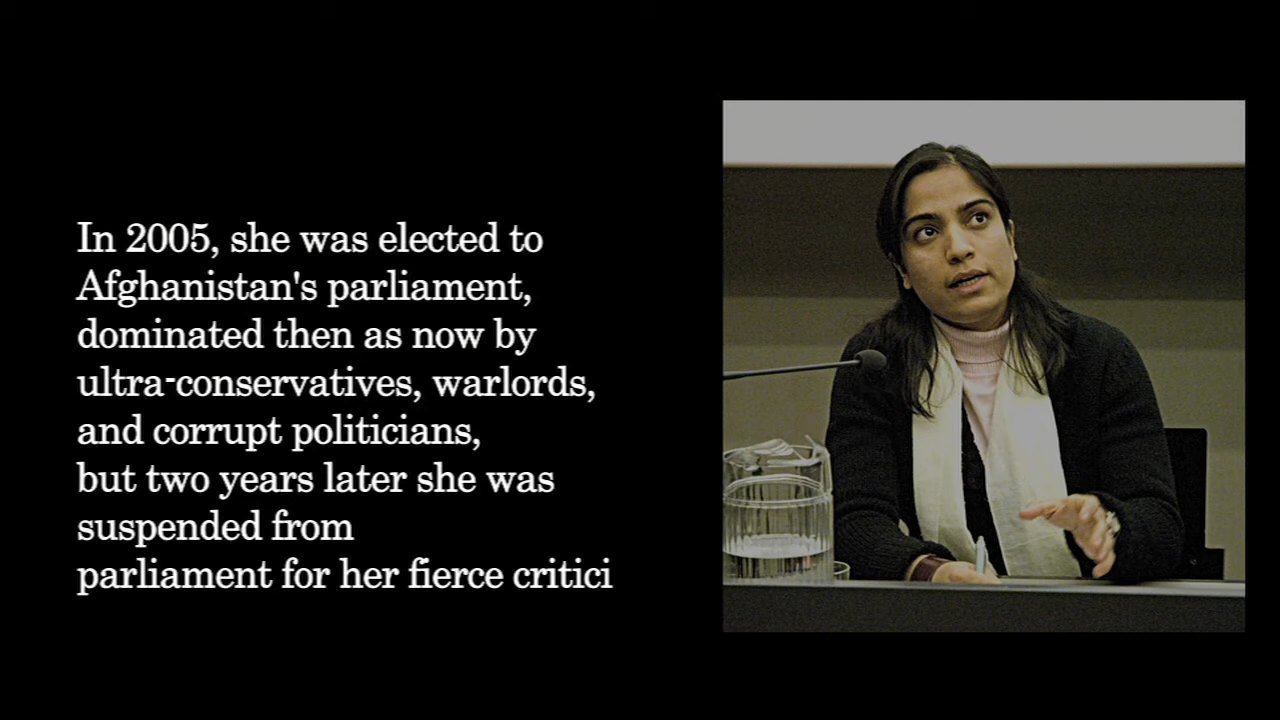 In 2005, she was elected to
Afghanistan's parliament,
dominated then as now by
ultra-conservatives, warlords,
and corrupt politicians,
but two years later she was
suspended from
parliament for her fierce critici